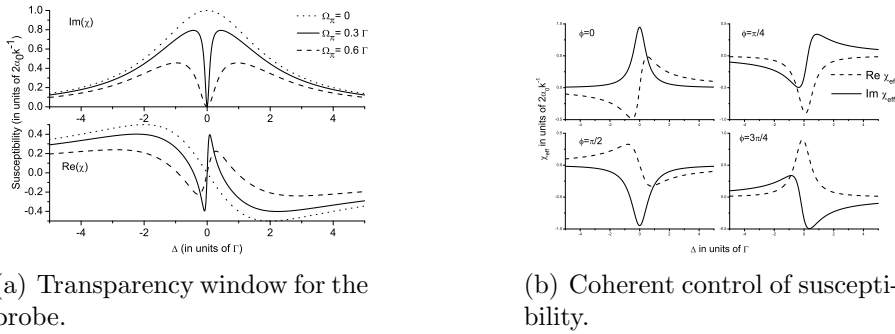 Im(χ)
Ω_π = 0
Ω_π = 0.3 Γ
Ω_π = 0.6 Γ
1.0
0.8
0.6
0.4
0.2
0.0
-4 -2 0 2 4
Susceptibility (in units of 2α₀k⁻¹)
Re(χ)
0.4
0.2
0.0
-0.2
-0.4
-4 -2 0 2 4
Δ (in units of Γ)
(a) Transparency window for the
probe.
ϕ=0
ϕ=π/4
Re χ_eff
Im χ_eff
χ_eff in units of 2α₀k⁻¹
ϕ=π/2
ϕ=3π/4
Δ in units of Γ
(b) Coherent control of suscepti-
bility.